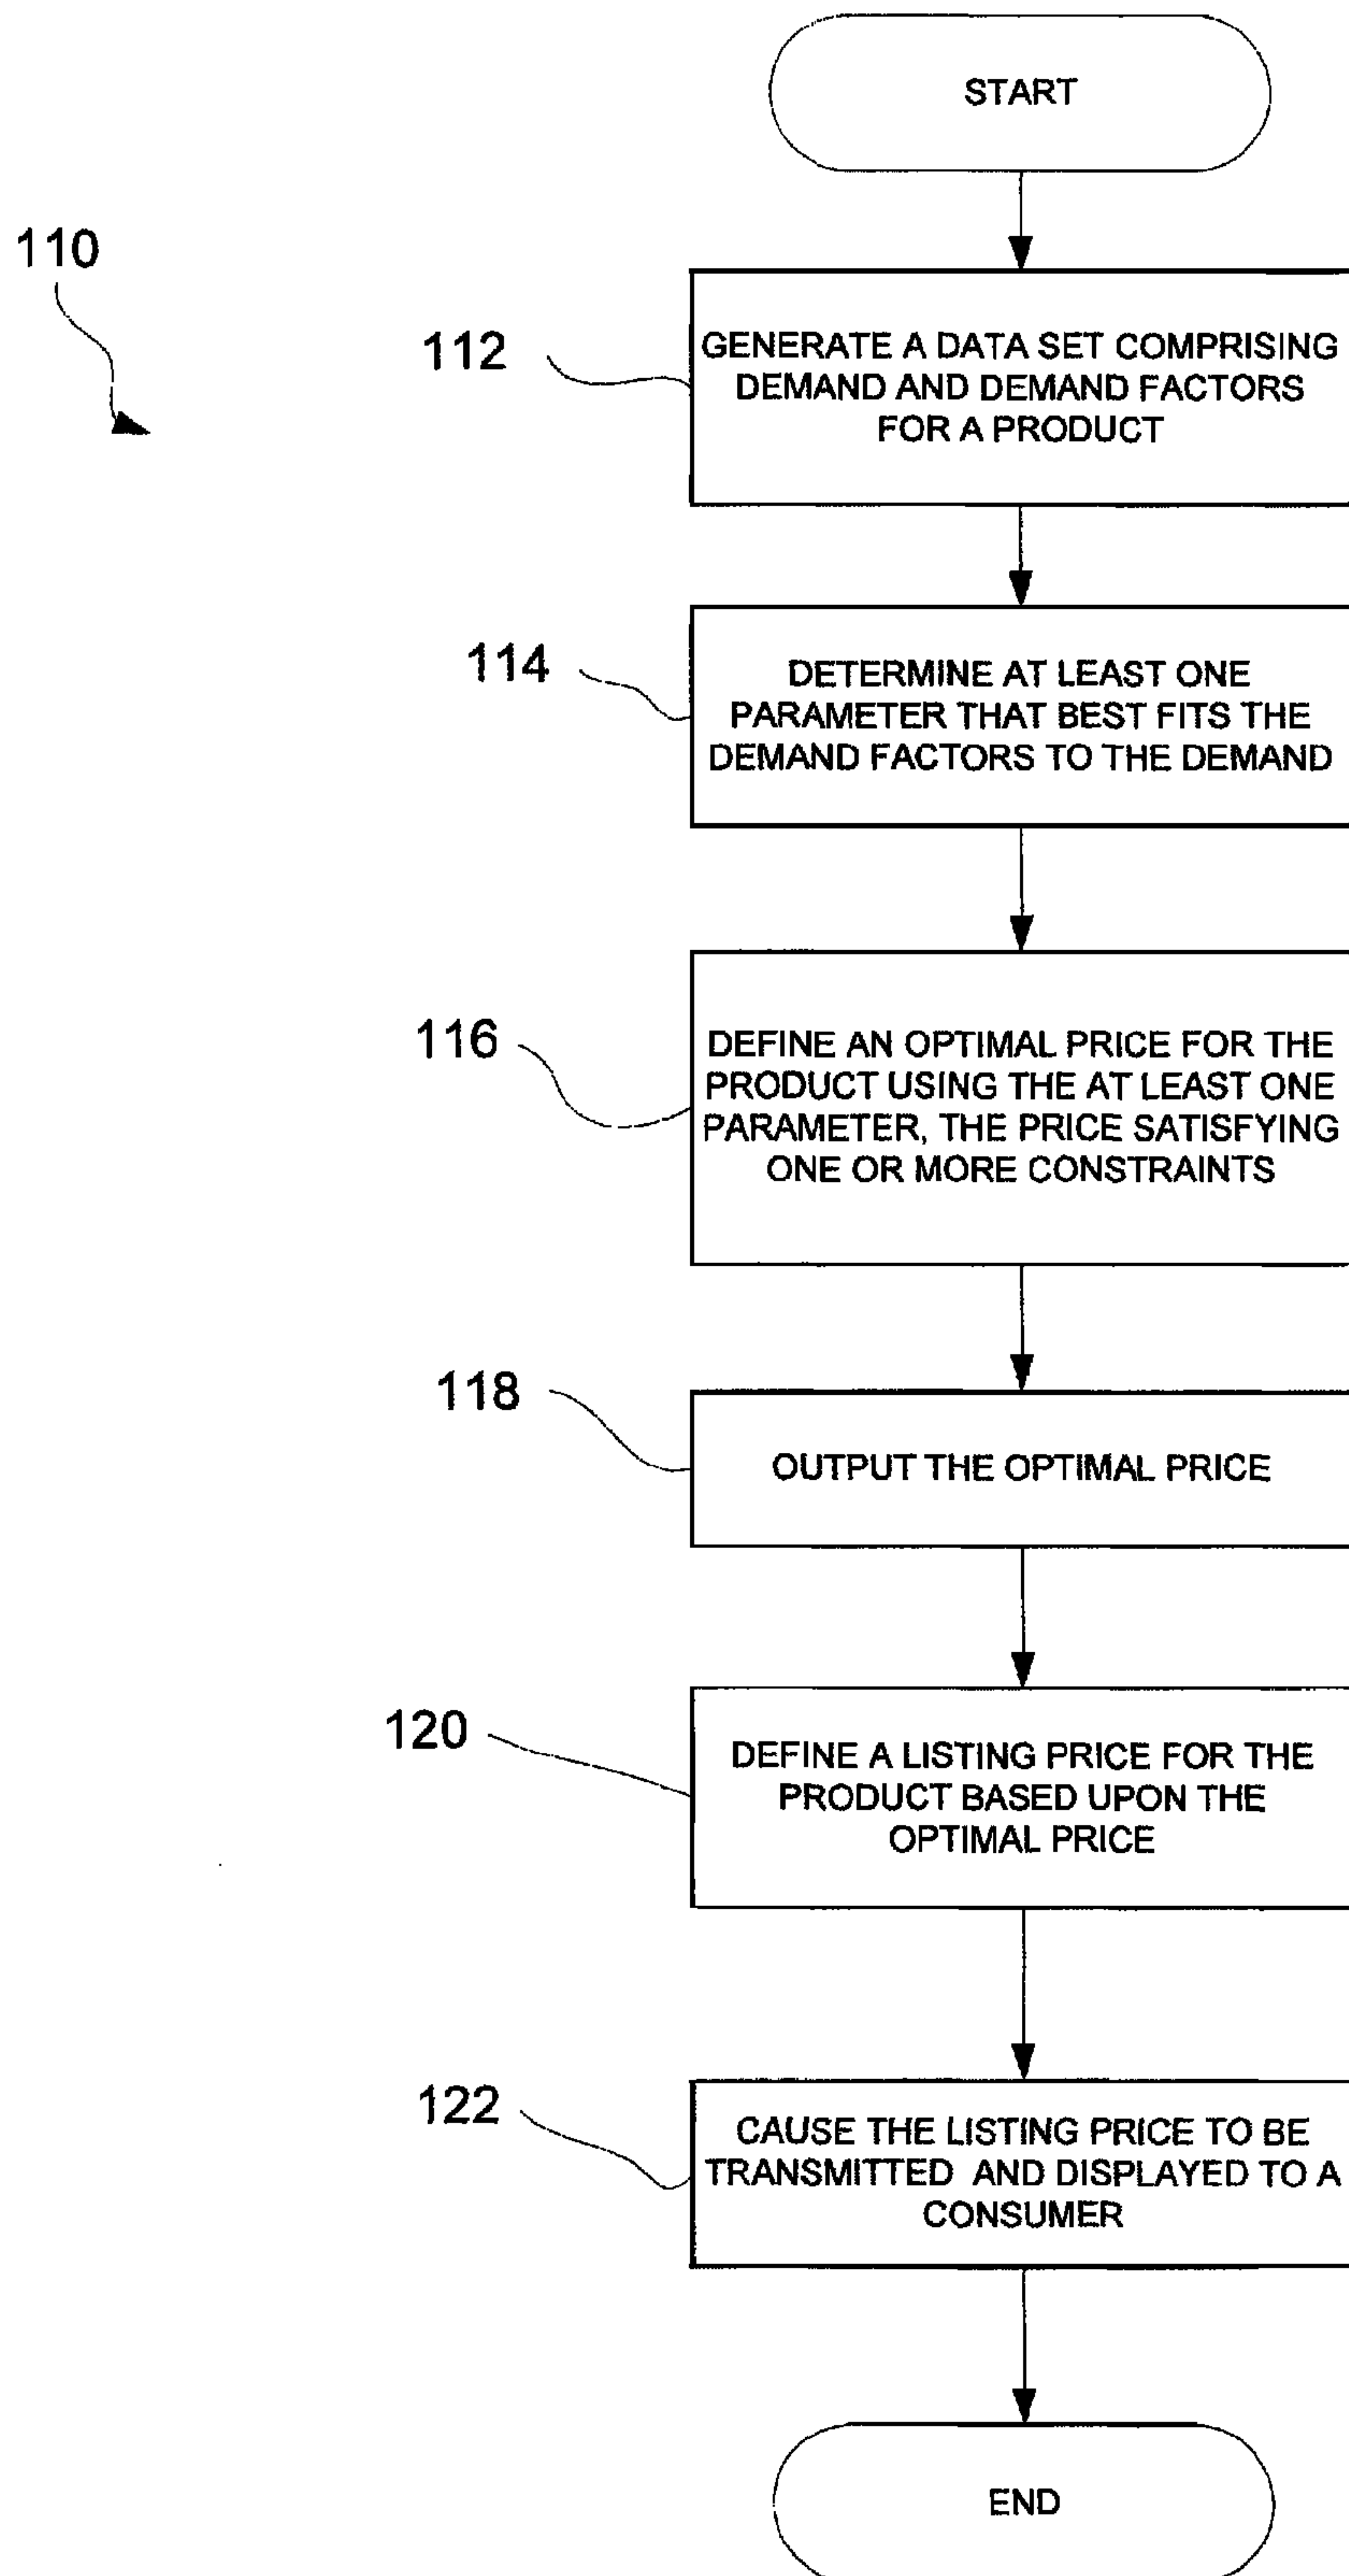 START
110
112
GENERATE A DATA SET COMPRISING
DEMAND AND DEMAND FACTORS
FOR A PRODUCT
114
DETERMINE AT LEAST ONE
PARAMETER THAT BEST FITS THE
DEMAND FACTORS TO THE DEMAND
116
DEFINE AN OPTIMAL PRICE FOR THE
PRODUCT USING THE AT LEAST ONE
PARAMETER, THE PRICE SATISFYING
ONE OR MORE CONSTRAINTS
118
OUTPUT THE OPTIMAL PRICE
120
DEFINE A LISTING PRICE FOR THE
PRODUCT BASED UPON THE
OPTIMAL PRICE
122
CAUSE THE LISTING PRICE TO BE
TRANSMITTED AND DISPLAYED TO A
CONSUMER
END